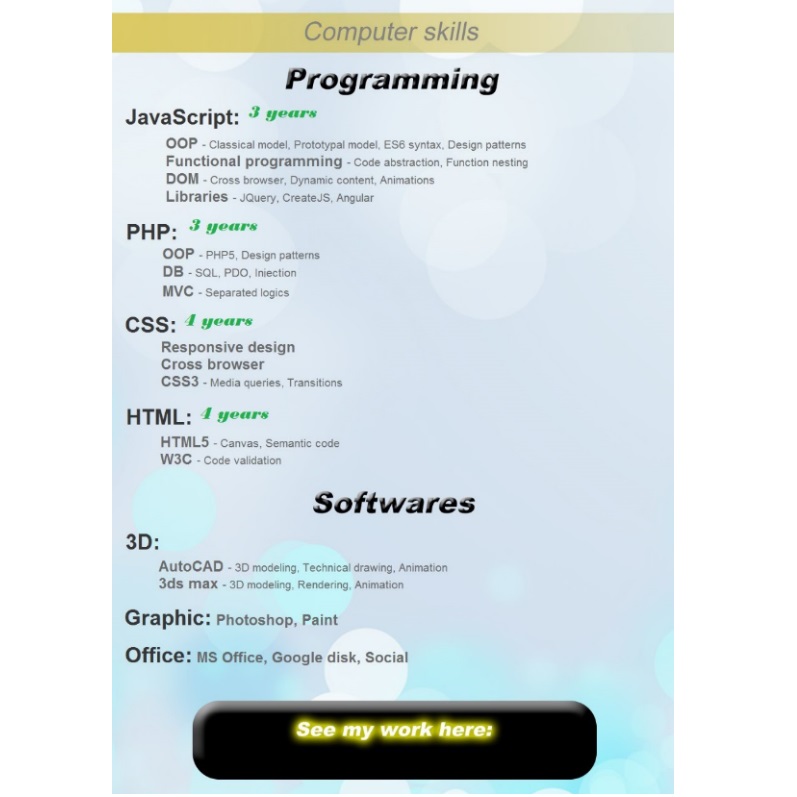 Computer skills
Programming
JavaScript: 3 years
OOP - Classical model, Prototypal model, ES6 syntax, Design patterns
Functional programming - Code abstraction, Function nesting
DOM - Cross browser, Dynamic content, Animations
Libraries - JQuery, CreateJS, Angular
PHP: 3 years
OOP - PHP5, Design patterns
DB - SQL, PDO, Iniection
MVC - Separated logics
CSS: 4 years
Responsive design
Cross browser
CSS3 - Media queries, Transitions
HTML: 4 years
HTML5 - Canvas, Semantic code
W3C - Code validation
Softwares
3D:
AutoCAD - 3D modeling, Technical drawing, Animation
3ds max - 3D modeling, Rendering, Animation
Graphic: Photoshop, Paint
Office: MS Office, Google disk, Social
See my work here: